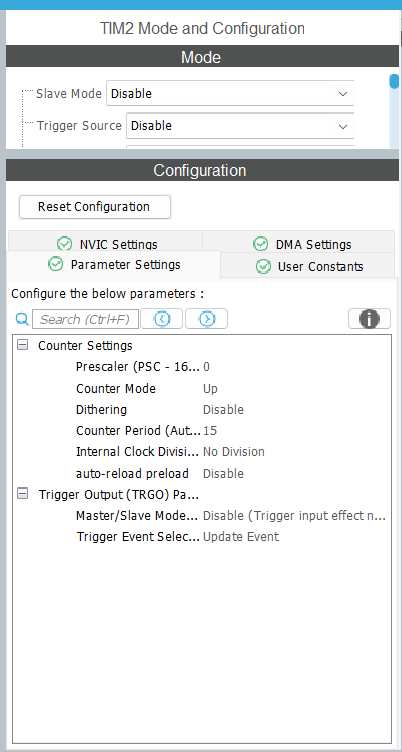 TIM2 Mode and Configuration
Mode
Slave Mode Disable
Trigger Source Disable
Configuration
Reset Configuration
NVIC Settings DMA Settings
Parameter Settings User Constants
Configure the below parameters :
Search (Ctrl+F)
Counter Settings
Prescaler (PSC - 16... 0
Counter Mode Up
Dithering Disable
Counter Period (Aut... 15
Internal Clock Divisi... No Division
auto-reload preload Disable
Trigger Output (TRGO) Pa...
Master/Slave Mode... Disable (Trigger input effect n...
Trigger Event Selec... Update Event